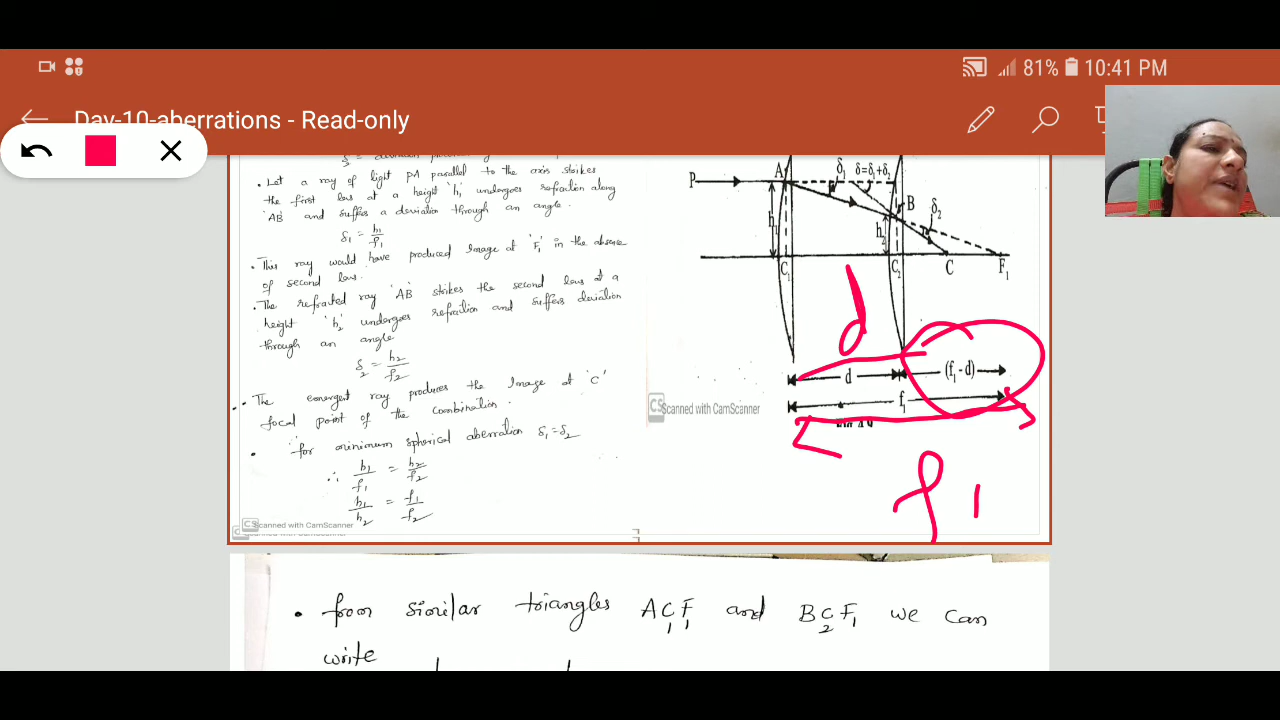 81% 10:41 PM
Day-10-aberrations - Read-only
• Let a ray of light PA parallel to the axis strikes
the first lens at a height 'h₁' undergoes refraction along
'AB' and suffers a deviation through an angle.
δ₁ = h₁/f₁
• This ray would have produced Image at 'F₁' in the absence
of second lens.
• The refracted ray 'AB' strikes the second lens at a
height 'h₂' undergoes refraction and suffers deviation
through an angle
δ₂ = h₂/f₂
• The emergent ray produces the Image at 'C'
focal point of the combination.
• for minimum spherical aberration δ₁=δ₂
∴ h₁/f₁ = h₂/f₂
h₁/h₂ = f₁/f₂
CS Scanned with CamScanner
P A δ₁ δ=δ₁+δ₂
B δ₂
h₁ h₂
C₁ C₂ C F₁
d
d (f₁-d)
f₁
CS Scanned with CamScanner
f₁
• from similar triangles AC₁F₁ and BC₂F₁ we can
write